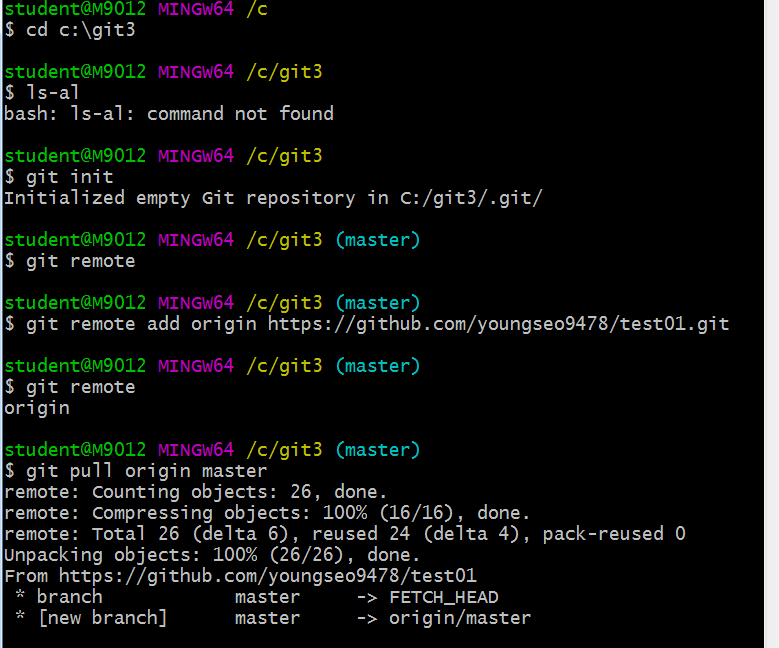 student@M9012 MINGW64 /c
$ cd c:\git3
student@M9012 MINGW64 /c/git3
$ ls-al
bash: ls-al: command not found
student@M9012 MINGW64 /c/git3
$ git init
Initialized empty Git repository in C:/git3/.git/
student@M9012 MINGW64 /c/git3 (master)
$ git remote
student@M9012 MINGW64 /c/git3 (master)
$ git remote add origin https://github.com/youngseo9478/test01.git
student@M9012 MINGW64 /c/git3 (master)
$ git remote
origin
student@M9012 MINGW64 /c/git3 (master)
$ git pull origin master
remote: Counting objects: 26, done.
remote: Compressing objects: 100% (16/16), done.
remote: Total 26 (delta 6), reused 24 (delta 4), pack-reused 0
Unpacking objects: 100% (26/26), done.
From https://github.com/youngseo9478/test01
 * branch            master     -> FETCH_HEAD
 * [new branch]      master     -> origin/master